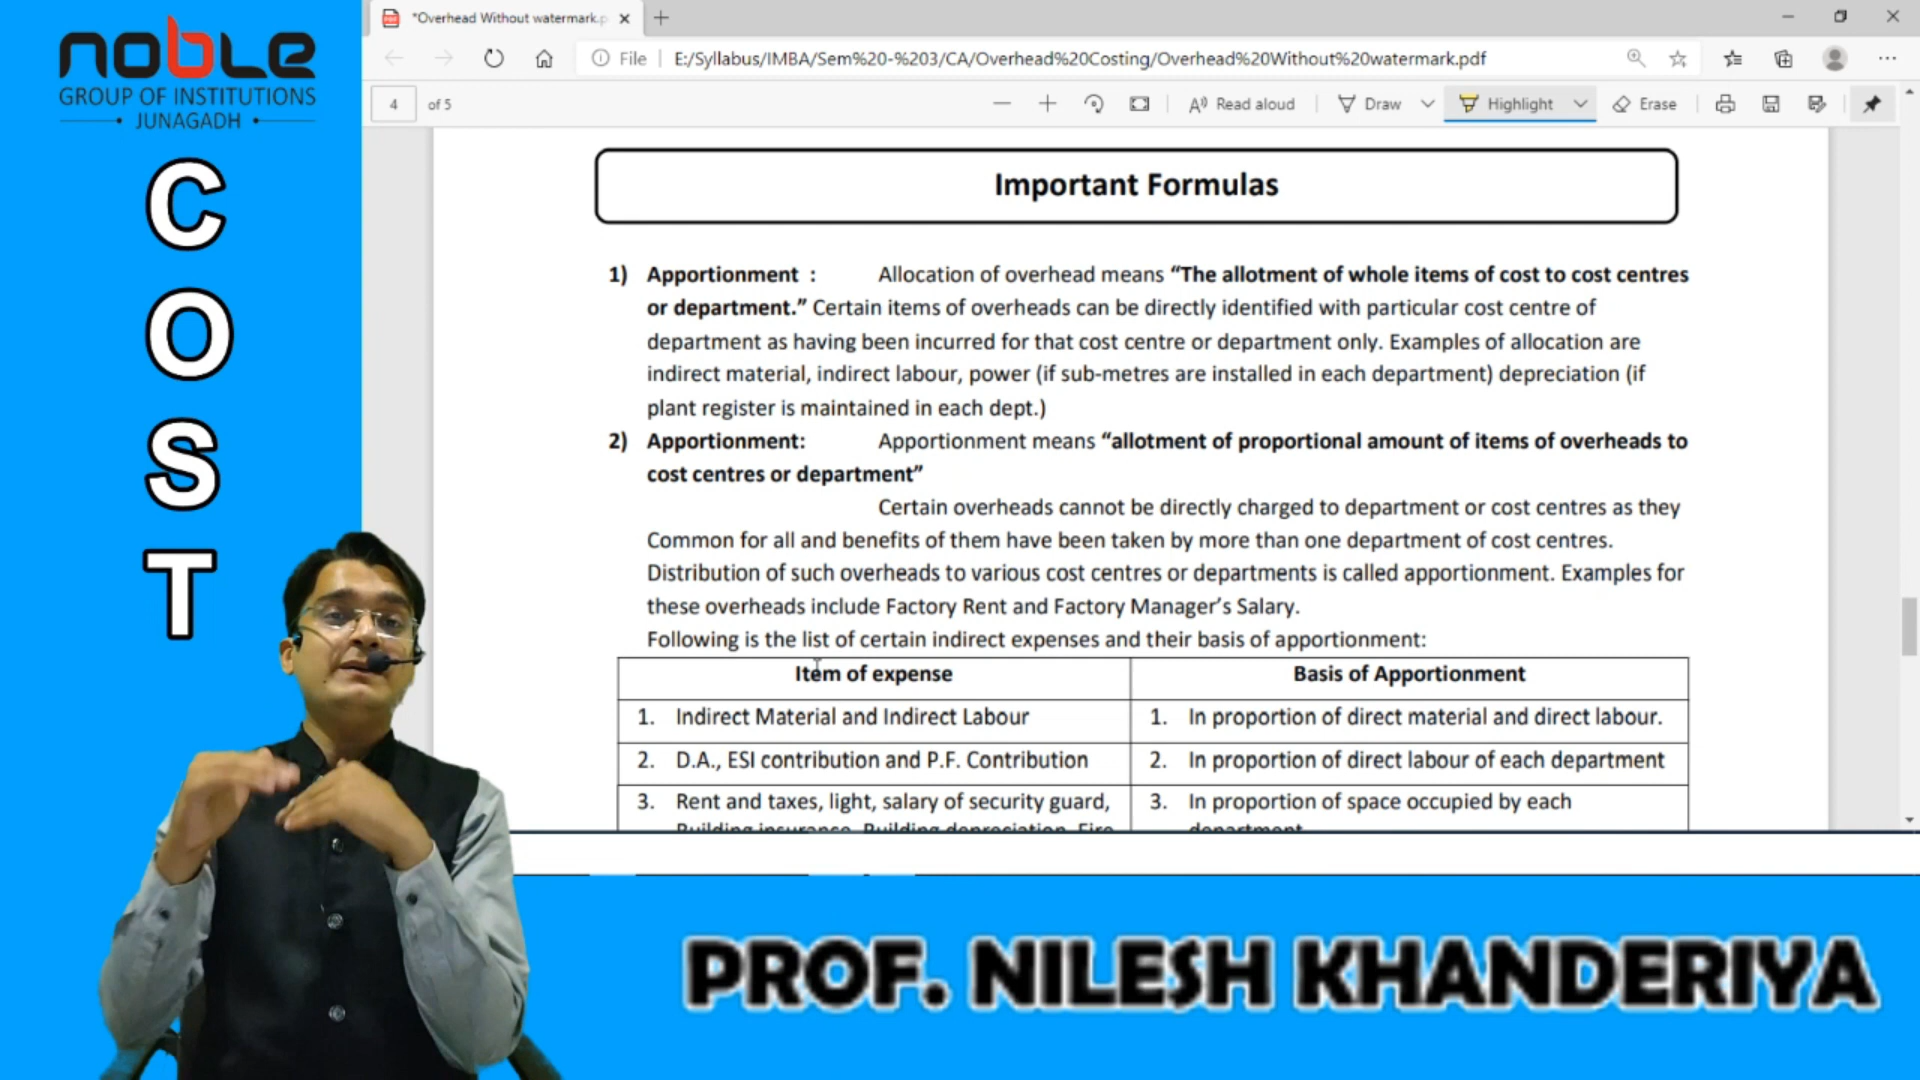 noble
GROUP OF INSTITUTIONS
JUNAGADH
C
O
S
T
*Overhead Without watermark.p
File
E:/Syllabus/IMBA/Sem%20-%203/CA/Overhead%20Costing/Overhead%20Without%20watermark.pdf
4 of 5
Read aloud
Draw
Highlight
Erase
Important Formulas
1) Apportionment : Allocation of overhead means “The allotment of whole items of cost to cost centres
or department.” Certain items of overheads can be directly identified with particular cost centre of
department as having been incurred for that cost centre or department only. Examples of allocation are
indirect material, indirect labour, power (if sub-metres are installed in each department) depreciation (if
plant register is maintained in each dept.)
2) Apportionment: Apportionment means “allotment of proportional amount of items of overheads to
cost centres or department”
Certain overheads cannot be directly charged to department or cost centres as they
Common for all and benefits of them have been taken by more than one department of cost centres.
Distribution of such overheads to various cost centres or departments is called apportionment. Examples for
these overheads include Factory Rent and Factory Manager’s Salary.
Following is the list of certain indirect expenses and their basis of apportionment:
Item of expense
Basis of Apportionment
1. Indirect Material and Indirect Labour
1. In proportion of direct material and direct labour.
2. D.A., ESI contribution and P.F. Contribution
2. In proportion of direct labour of each department
3. Rent and taxes, light, salary of security guard,
Building insurance, Building depreciation, Fire
3. In proportion of space occupied by each
department
PROF. NILESH KHANDERIYA